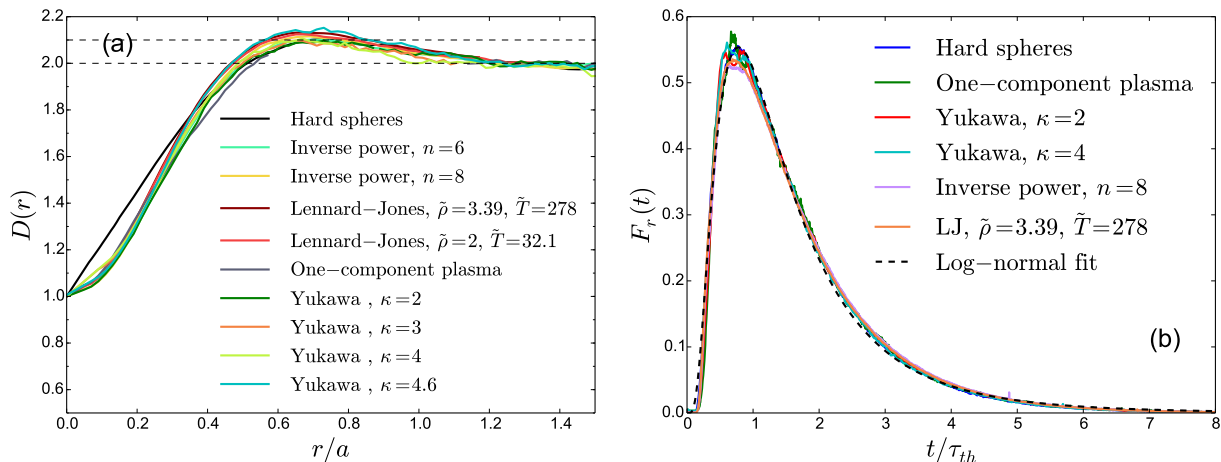 (a)
D(r)
2.2
2.0
1.8
1.6
1.4
1.2
1.0
0.8
0.6
Hard spheres
Inverse power, n=6
Inverse power, n=8
Lennard−Jones, ρ̃=3.39, T̃=278
Lennard−Jones, ρ̃=2, T̃=32.1
One−component plasma
Yukawa , κ=2
Yukawa , κ=3
Yukawa , κ=4
Yukawa , κ=4.6
0.0 0.2 0.4 0.6 0.8 1.0 1.2 1.4
r/a
F_r(t)
0.6
0.5
0.4
0.3
0.2
0.1
0.0
Hard spheres
One−component plasma
Yukawa, κ=2
Yukawa, κ=4
Inverse power, n=8
LJ, ρ̃=3.39, T̃=278
Log−normal fit
(b)
0 1 2 3 4 5 6 7 8
t/τ_th